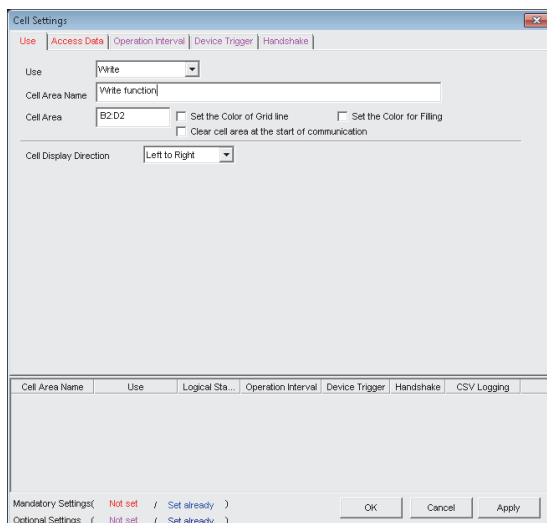 Cell Settings
Use Access Data Operation Interval Device Trigger Handshake
Use Write
Cell Area Name Write function
Cell Area B2:D2 Set the Color of Grid line Set the Color for Filling
Clear cell area at the start of communication
Cell Display Direction Left to Right
Cell Area Name Use Logical Sta... Operation Interval Device Trigger Handshake CSV Logging
Mandatory Settings( Not set / Set already ) OK Cancel Apply
Optional Settings ( Not set / Set already )